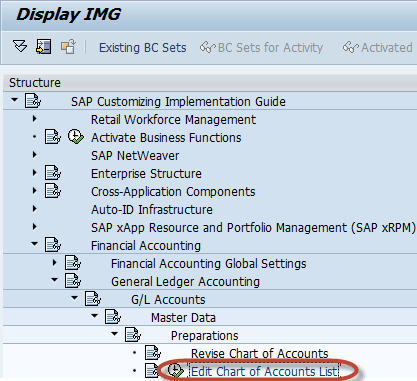 Display IMG
Existing BC Sets BC Sets for Activity Activated
Structure
SAP Customizing Implementation Guide
Retail Workforce Management
Activate Business Functions
SAP NetWeaver
Enterprise Structure
Cross-Application Components
Auto-ID Infrastructure
SAP xApp Resource and Portfolio Management (SAP xRPM)
Financial Accounting
Financial Accounting Global Settings
General Ledger Accounting
G/L Accounts
Master Data
Preparations
Revise Chart of Accounts
Edit Chart of Accounts List